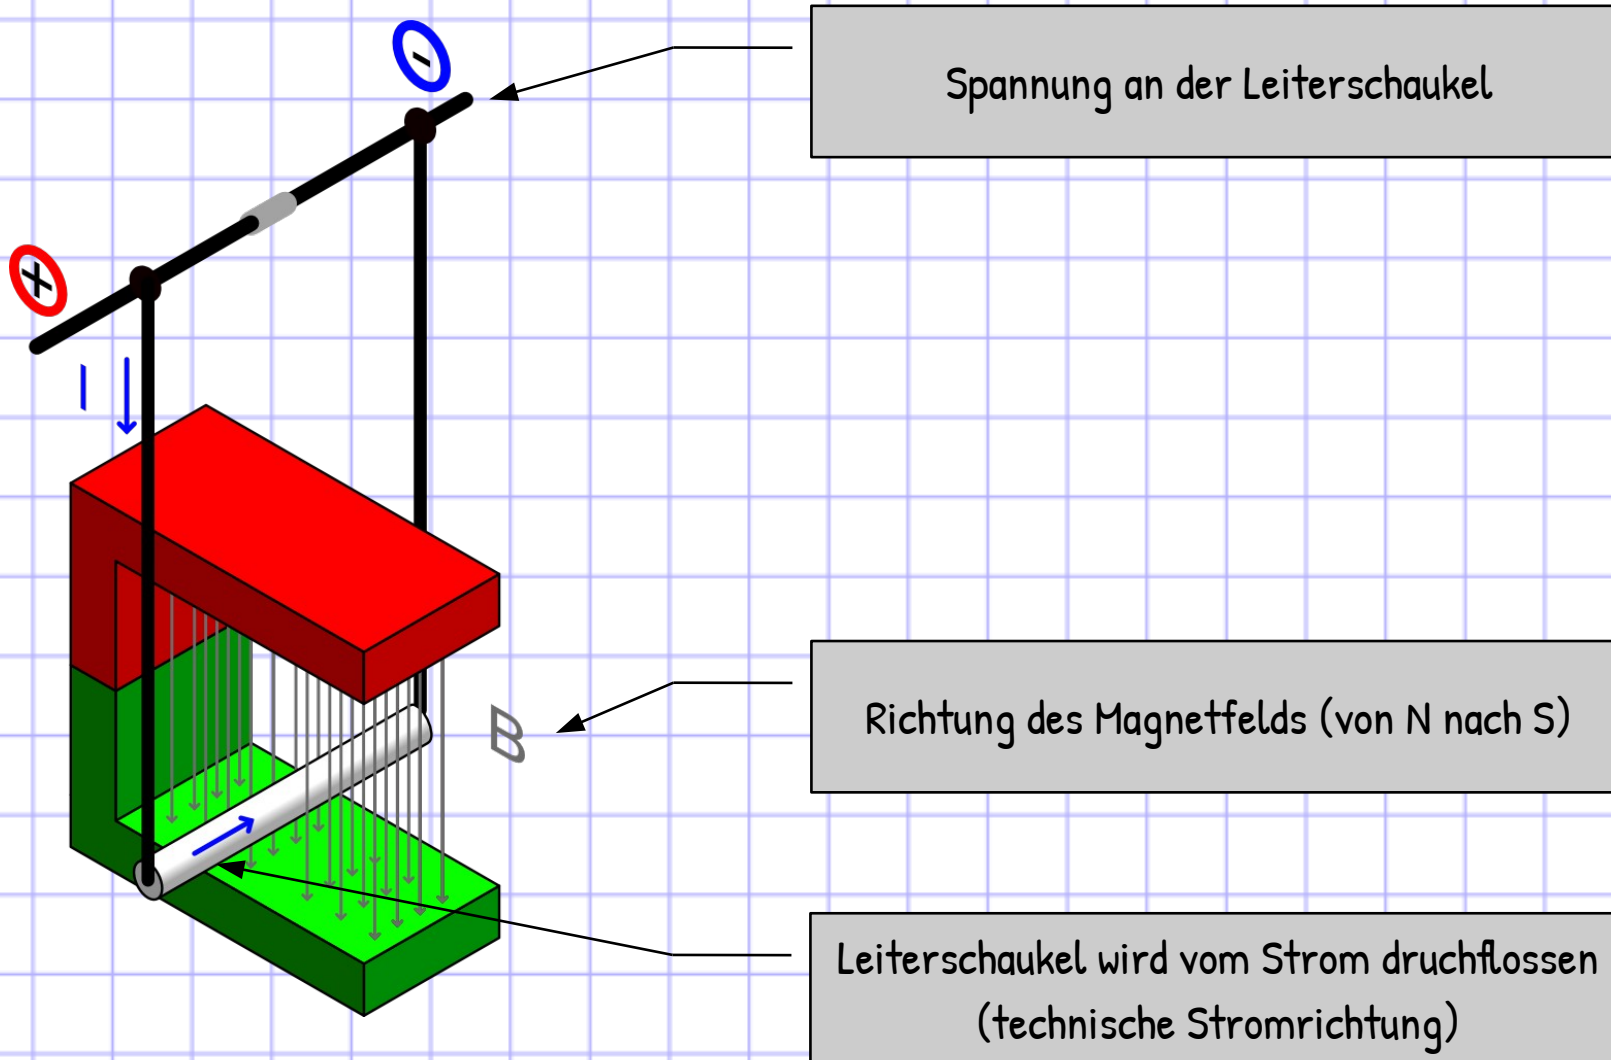 -
Spannung an der Leiterschaukel
+
I
Richtung des Magnetfelds (von N nach S)
B
Leiterschaukel wird vom Strom druchflossen
(technische Stromrichtung)